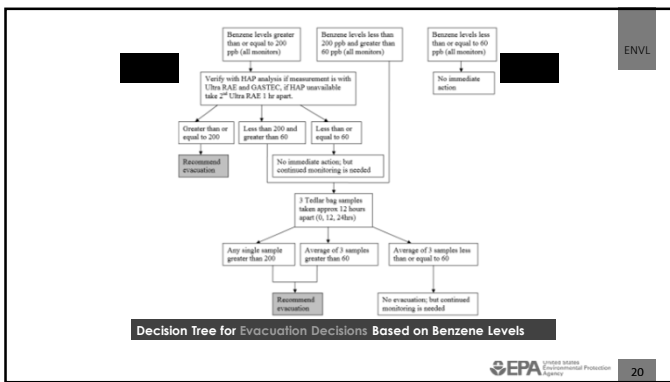 Benzene levels greater
than or equal to 200
ppb (all monitors)
Benzene levels less than
200 ppb and greater than
60 ppb (all monitors)
Benzene levels less
than or equal to 60
ppb (all monitors)
ENVL
Verify with HAP analysis if measurement is with
Ultra RAE and GASTEC, if HAP unavailable
take 2nd Ultra RAE 1 hr apart.
No immediate
action
Greater than or
equal to 200
Less than 200 and
greater than 60
Less than or
equal to 60
Recommend
evacuation
No immediate action; but
continued monitoring is needed
3 Tedlar bag samples
taken approx 12 hours
apart (0, 12, 24hrs)
Any single sample
greater than 200
Average of 3 samples
greater than 60
Average of 3 samples less
than or equal to 60
Recommend
evacuation
No evacuation; but continued
monitoring is needed
Decision Tree for Evacuation Decisions Based on Benzene Levels
EPA
United States
Environmental Protection
Agency
20